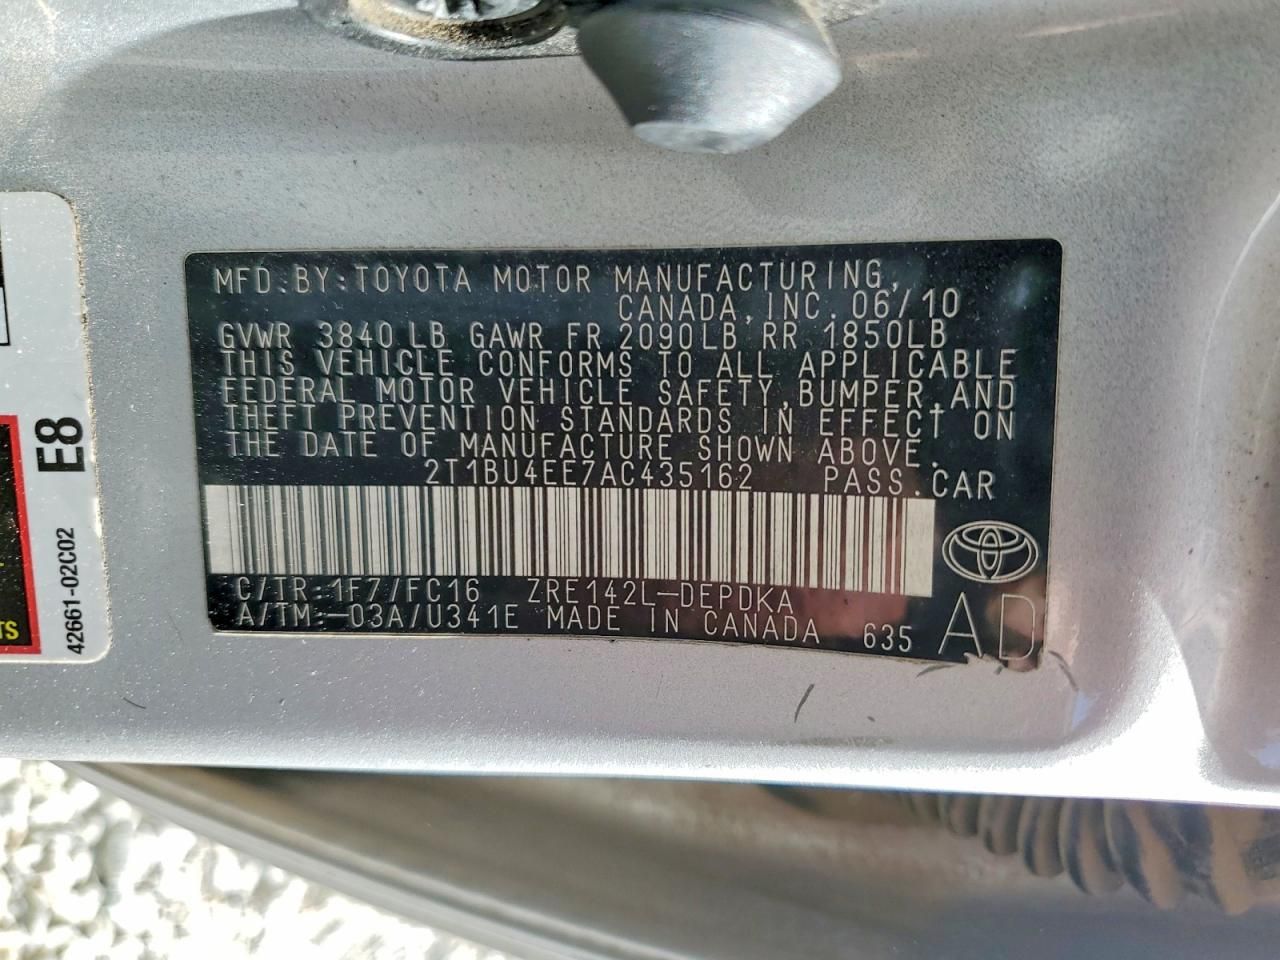 MFD.BY:TOYOTA MOTOR MANUFACTURING,
CANADA,INC.06/10
GVWR 3840 LB GAWR FR 2090LB RR 1850LB
THIS VEHICLE CONFORMS TO ALL APPLICABLE
FEDERAL MOTOR VEHICLE SAFETY,BUMPER,AND
THEFT PREVENTION STANDARDS IN EFFECT ON
THE DATE OF MANUFACTURE SHOWN ABOVE.
2T1BU4EE7AC435162 PASS.CAR
C/TR:1F7/FC16 ZRE142L-DEPDKA
A/TM:-03A/U341E MADE IN CANADA 635
AD
E8
42661-02C02